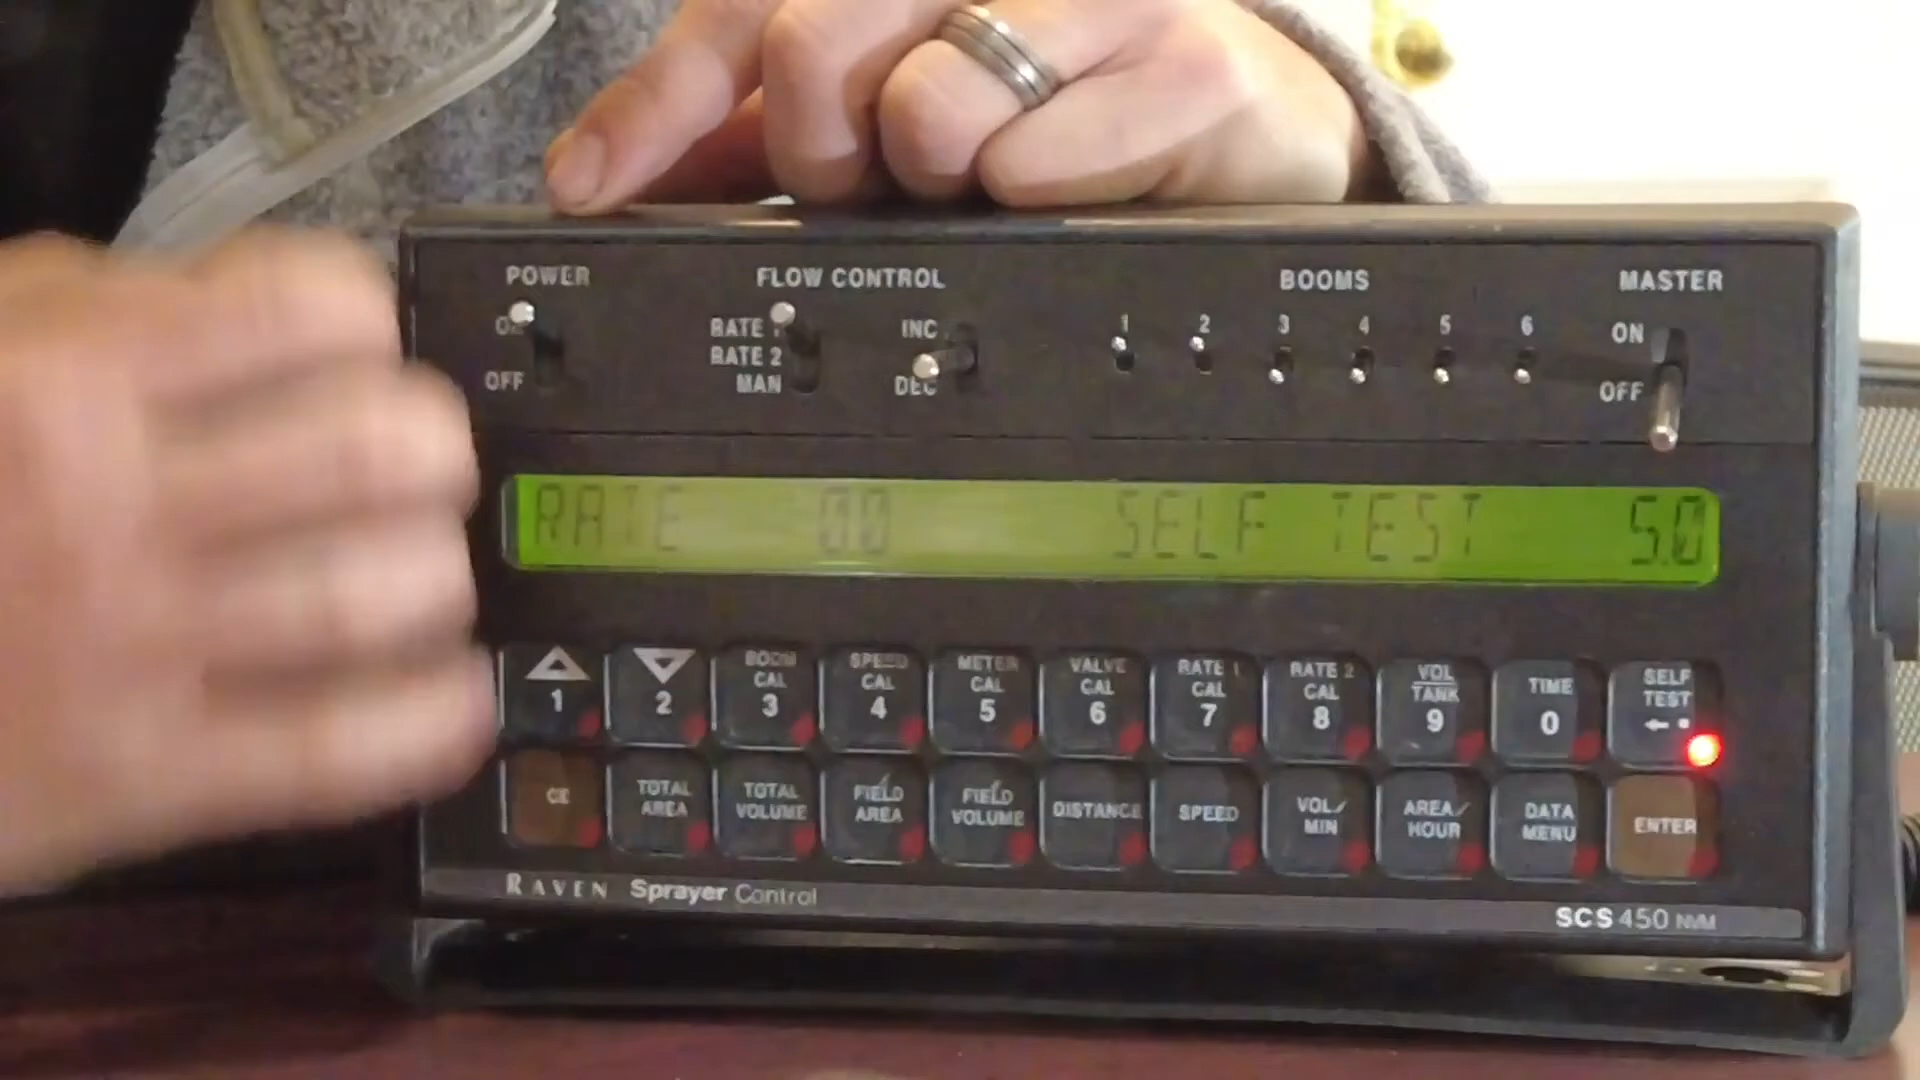 POWER
ON
OFF
FLOW CONTROL
RATE 1
RATE 2
MAN
INC
DEC
BOOMS
1 2 3 4 5 6
MASTER
ON
OFF
RATE 00 SELF TEST 5.0
1
2
BOOM CAL 3
SPEED CAL 4
METER CAL 5
VALVE CAL 6
RATE 1 CAL 7
RATE 2 CAL 8
VOL TANK 9
TIME 0
SELF TEST ←
CE
TOTAL AREA
TOTAL VOLUME
FIELD AREA
FIELD VOLUME
DISTANCE
SPEED
VOL/ MIN
AREA/ HOUR
DATA MENU
ENTER
RAVEN Sprayer Control
SCS 450 NVM